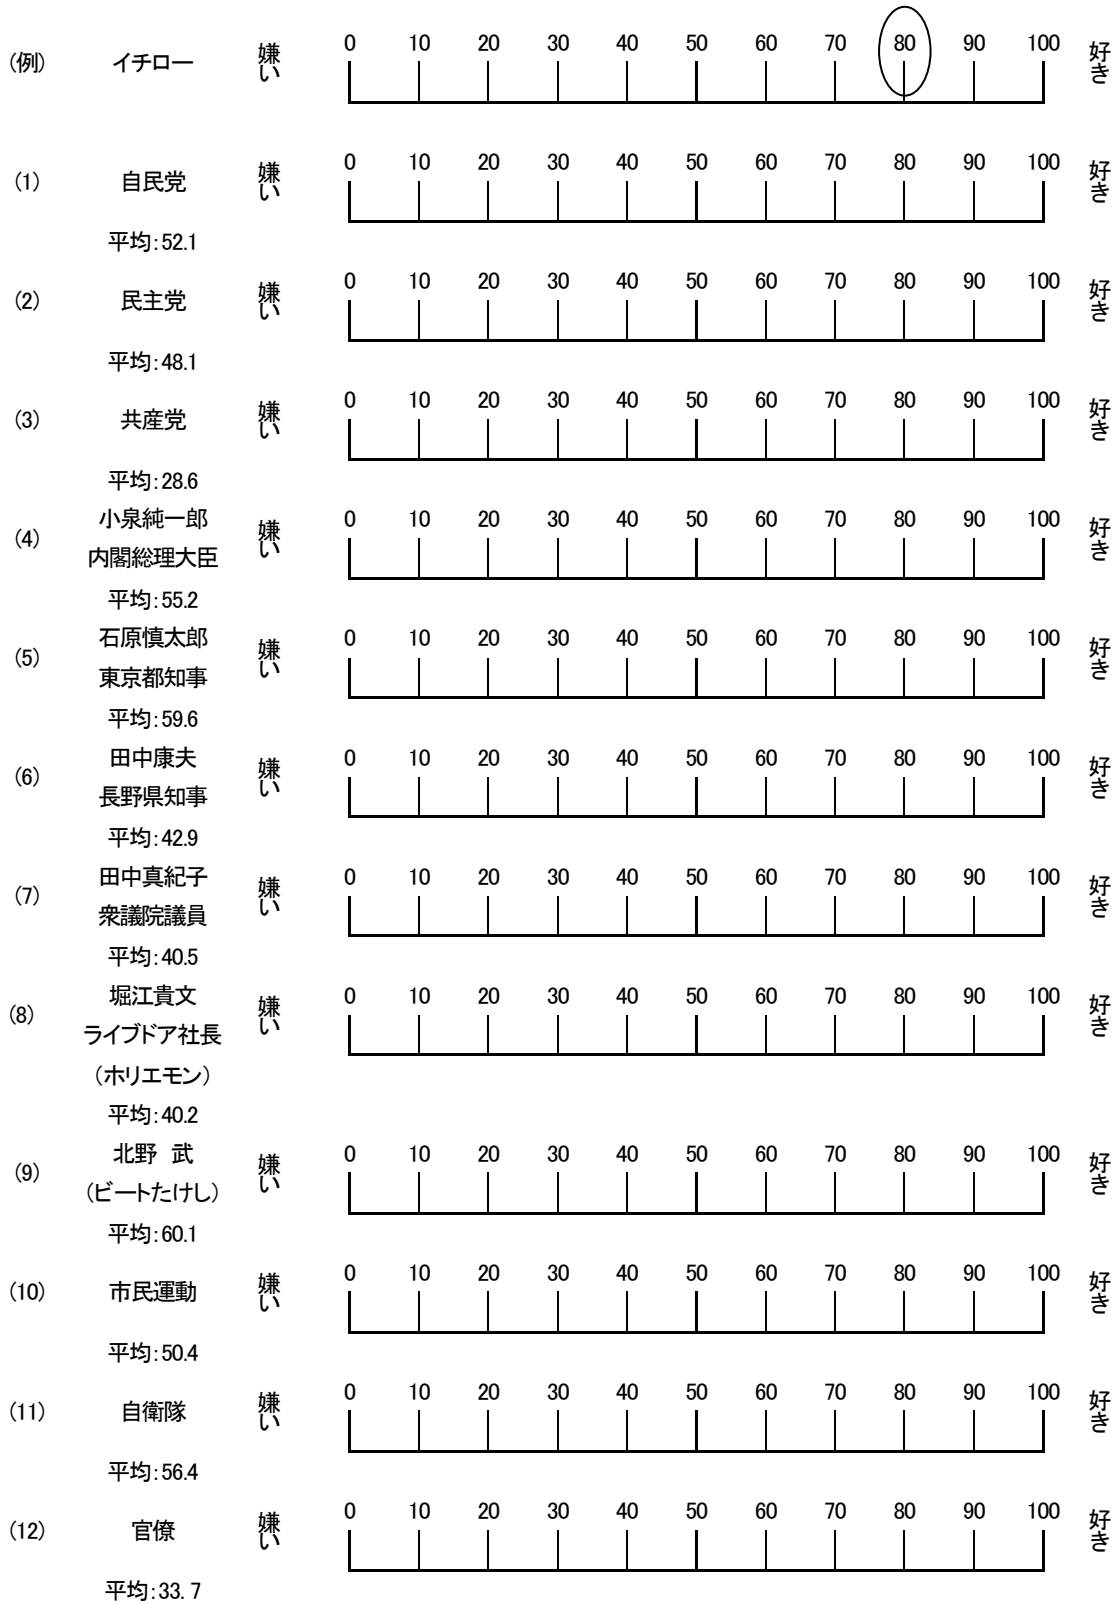 (例) イチロー 嫌い 0 10 20 30 40 50 60 70 80 90 100 好き
(1) 自民党 嫌い 0 10 20 30 40 50 60 70 80 90 100 好き
平均:52.1
(2) 民主党 嫌い 0 10 20 30 40 50 60 70 80 90 100 好き
平均:48.1
(3) 共産党 嫌い 0 10 20 30 40 50 60 70 80 90 100 好き
平均:28.6
小泉純一郎
(4) 内閣総理大臣 嫌い 0 10 20 30 40 50 60 70 80 90 100 好き
平均:55.2
石原慎太郎
(5) 東京都知事 嫌い 0 10 20 30 40 50 60 70 80 90 100 好き
平均:59.6
田中康夫
(6) 長野県知事 嫌い 0 10 20 30 40 50 60 70 80 90 100 好き
平均:42.9
田中真紀子
(7) 衆議院議員 嫌い 0 10 20 30 40 50 60 70 80 90 100 好き
平均:40.5
堀江貴文
(8) ライブドア社長 嫌い 0 10 20 30 40 50 60 70 80 90 100 好き
(ホリエモン)
平均:40.2
北野 武
(9) (ビートたけし) 嫌い 0 10 20 30 40 50 60 70 80 90 100 好き
平均:60.1
(10) 市民運動 嫌い 0 10 20 30 40 50 60 70 80 90 100 好き
平均:50.4
(11) 自衛隊 嫌い 0 10 20 30 40 50 60 70 80 90 100 好き
平均:56.4
(12) 官僚 嫌い 0 10 20 30 40 50 60 70 80 90 100 好き
平均:33. 7